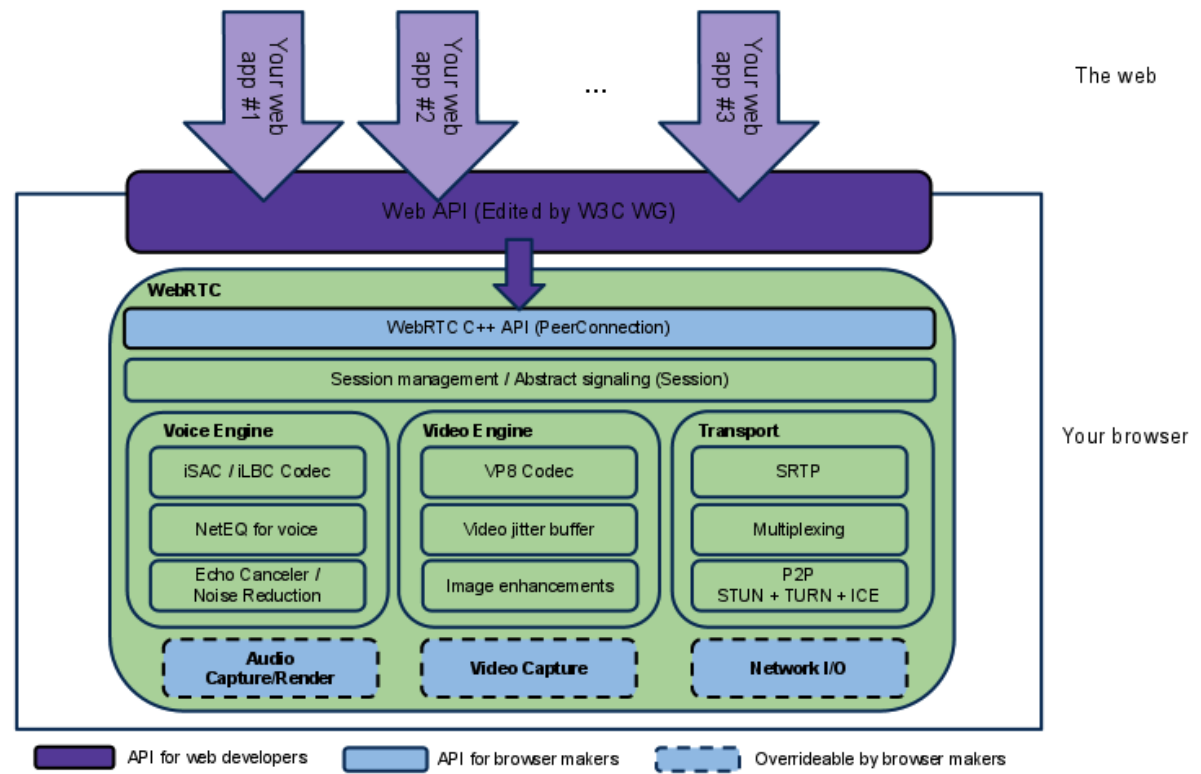 Your web
app #1
Your web
app #2
...
Your web
app #3
The web
Web API (Edited by W3C WG)
WebRTC
WebRTC C++ API (PeerConnection)
Session management / Abstract signaling (Session)
Your browser
Voice Engine
iSAC / iLBC Codec
NetEQ for voice
Echo Canceler /
Noise Reduction
Video Engine
VP8 Codec
Video jitter buffer
Image enhancements
Transport
SRTP
Multiplexing
P2P
STUN + TURN + ICE
Audio
Capture/Render
Video Capture
Network I/O
API for web developers
API for browser makers
Overrideable by browser makers